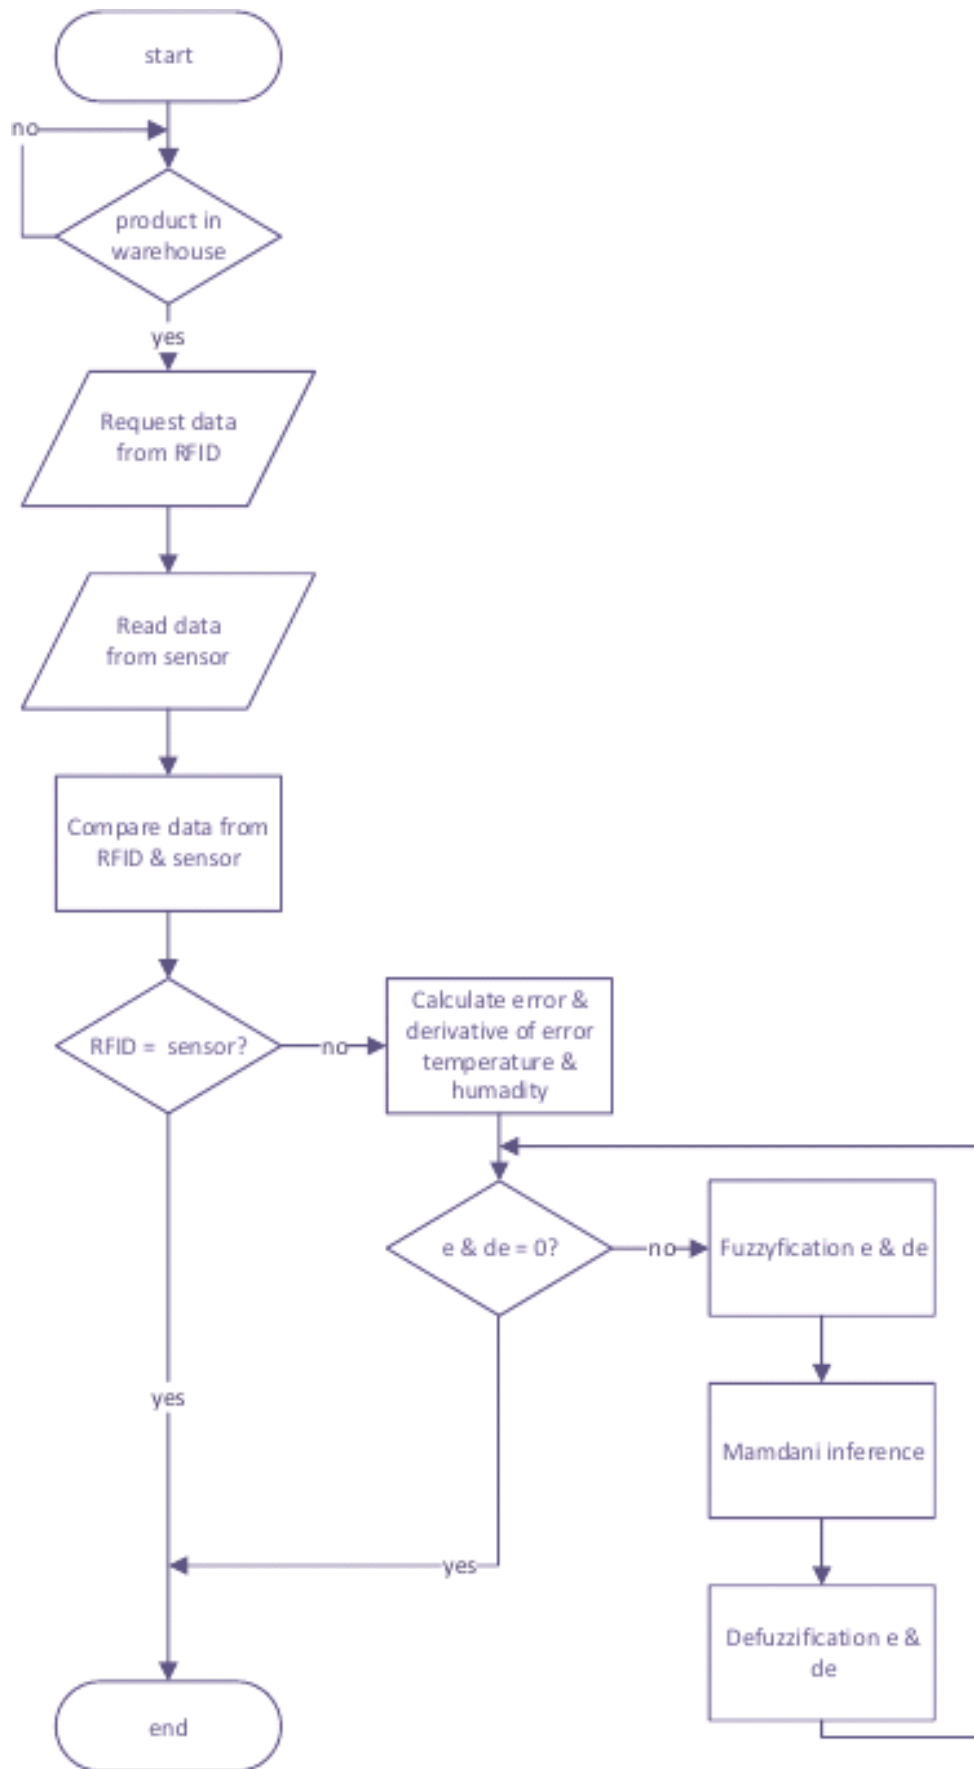 start
no
product in
warehouse
yes
Request data
from RFID
Read data
from sensor
Compare data from
RFID & sensor
RFID = sensor?
no
Calculate error &
derivative of error
temperature &
humadity
e & de = 0?
no
Fuzzyfication e & de
yes
Mamdani inference
yes
Defuzzification e &
de
end